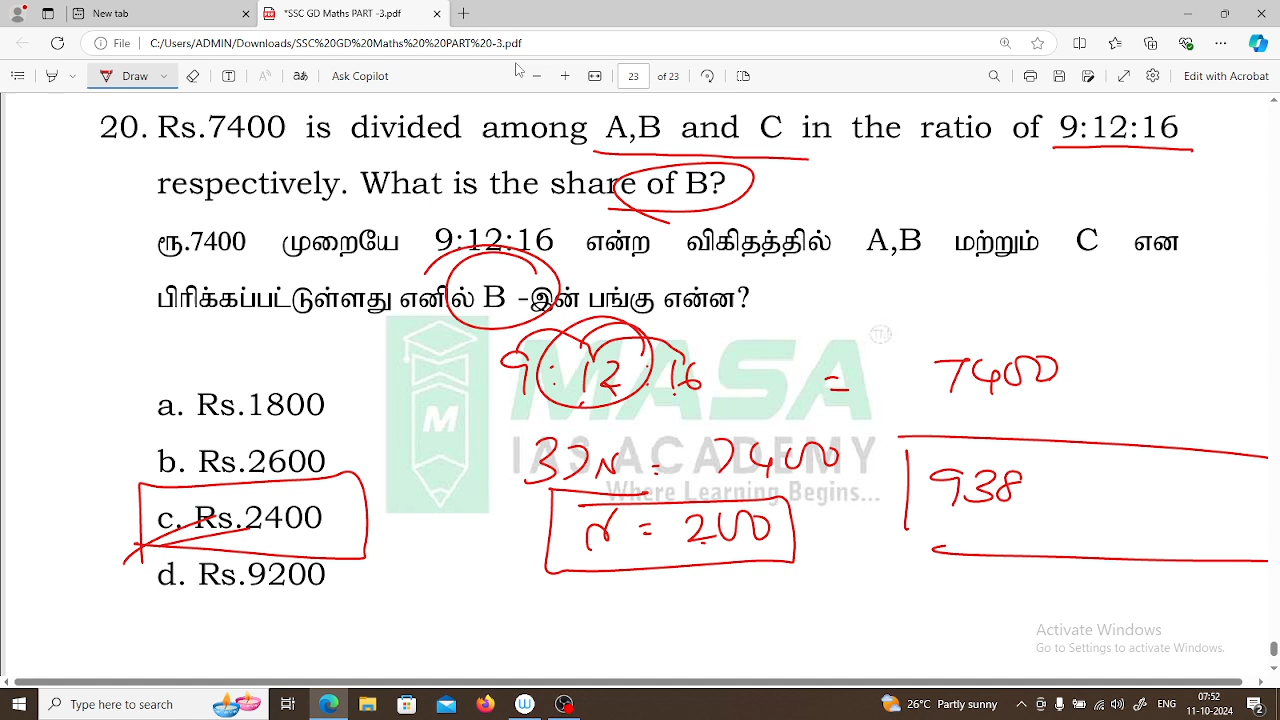 New tab
*SSC GD Maths PART -3.pdf
File
C:/Users/ADMIN/Downloads/SSC%20GD%20Maths%20%20PART%20-3.pdf
Draw
Ask Copilot
23 of 23
Edit with Acrobat
20. Rs.7400 is divided among A,B and C in the ratio of 9:12:16
respectively. What is the share of B?
ரூ.7400 முறையே 9:12:16 என்ற விகிதத்தில் A,B மற்றும் C என
பிரிக்கப்பட்டுள்ளது எனில் B -இன் பங்கு என்ன?
TM
9:12:16 = 7400
MASA
a. Rs.1800
IAS ACADEMY
b. Rs.2600
= 7400
Where Learning Begins...
938
M
c. Rs.2400
= 200
d. Rs.9200
Activate Windows
Go to Settings to activate Windows.
Type here to search
26°C Partly sunny
07:52
11-10-2024
2